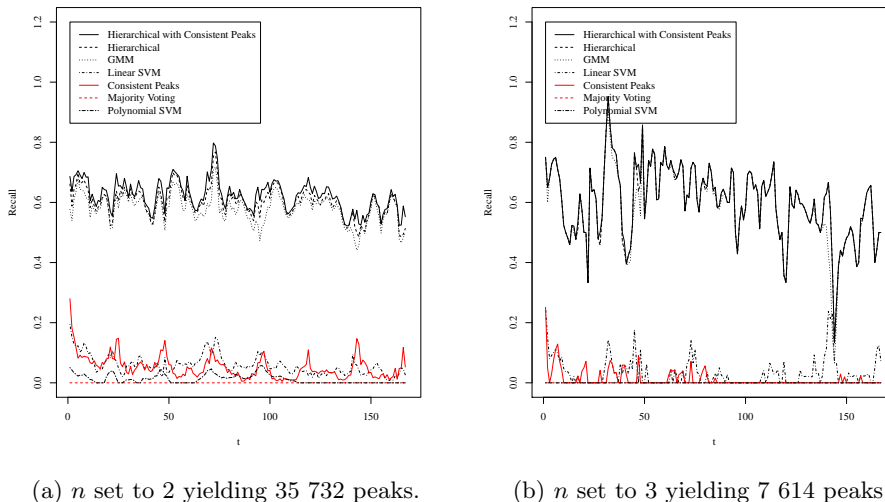 1.2
1.0
0.8
0.6
0.4
0.2
0.0
Recall
Hierarchical with Consistent Peaks
Hierarchical
GMM
Linear SVM
Consistent Peaks
Majority Voting
Polynomial SVM
0
50
100
150
t
(a) n set to 2 yielding 35 732 peaks.
1.2
1.0
0.8
0.6
0.4
0.2
0.0
Recall
Hierarchical with Consistent Peaks
Hierarchical
GMM
Linear SVM
Consistent Peaks
Majority Voting
Polynomial SVM
0
50
100
150
t
(b) n set to 3 yielding 7 614 peaks